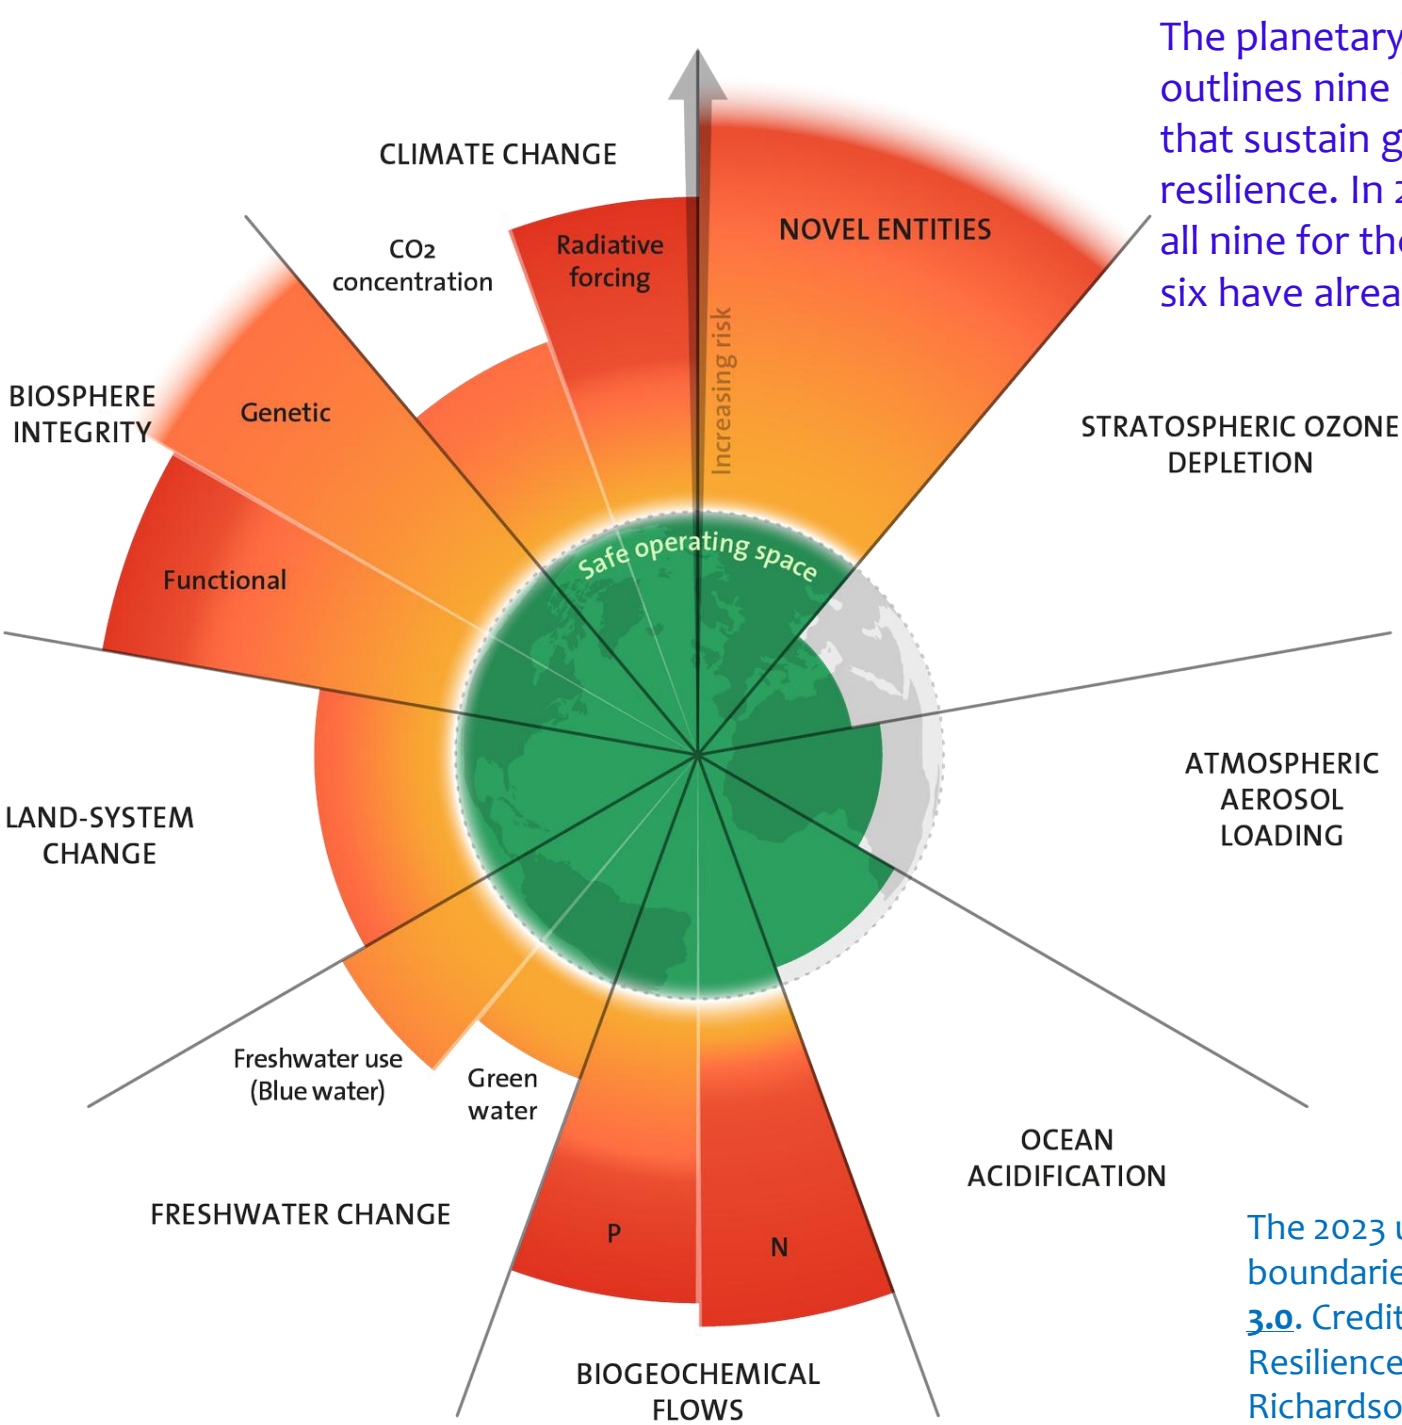 The planetary
outlines nine
that sustain g
resilience. In 2
all nine for the
six have alrea
CLIMATE CHANGE
CO2
concentration
Radiative
forcing
NOVEL ENTITIES
Increasing risk
BIOSPHERE
INTEGRITY
Genetic
Functional
STRATOSPHERIC OZONE
DEPLETION
Safe operating space
ATMOSPHERIC
AEROSOL
LOADING
LAND-SYSTEM
CHANGE
Freshwater use
(Blue water)
Green
water
FRESHWATER CHANGE
P
N
OCEAN
ACIDIFICATION
BIOGEOCHEMICAL
FLOWS
The 2023 u
boundarie
3.0. Credit
Resilience
Richardso